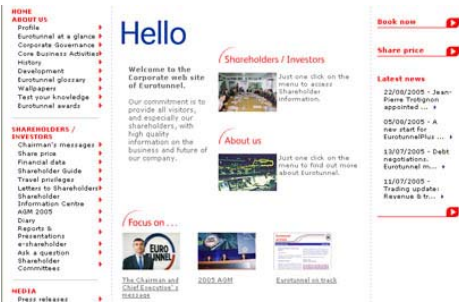 HOME
ABOUT US
Profile
Eurotunnel at a glance
Corporate Governance
Core Business Activities
History
Development
Eurotunnel glossary
Wallpapers
Test your knowledge
Eurotunnel awards
SHAREHOLDERS /
INVESTORS
Chairman's messages
Share price
Financial data
Shareholder Guide
Travel privileges
Letters to Shareholders
Shareholder
Information Centre
AGM 2005
Diary
Reports &
Presentations
e-shareholder
Ask a question
Shareholder
Committees
MEDIA
Press releases
Hello
Welcome to the
Corporate web site
of Eurotunnel.
Our commitment is to
provide all visitors,
and especially our
shareholders, with
high quality
information on the
business and future of
our company.
Shareholders / Investors
Just one click on the
menu to access
Shareholder
information.
About us
Just one click on the
menu to find out more
about Eurotunnel.
Focus on ...
EURO
TUNNEL
The Chairman and
Chief Executive's
message
2005 AGM
Eurotunnel on track
Book now
Share price
Latest news
22/08/2005 - Jean-
Pierre Trotignon
appointed ...
05/08/2005 - A
new start for
EurotunnelPlus ...
13/07/2005 - Debt
negotiations.
Eurotunnel m...
11/07/2005 -
Trading update:
Revenue & tr...